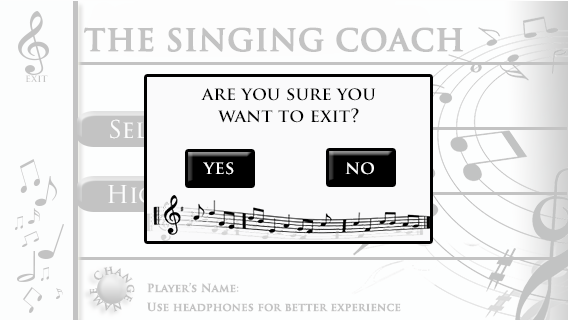 THE SINGING COACH
EXIT
ARE YOU SURE YOU
WANT TO EXIT?
YES
NO
SEL
HIG
CHANGE NAME
PLAYER'S NAME:
USE HEADPHONES FOR BETTER EXPERIENCE